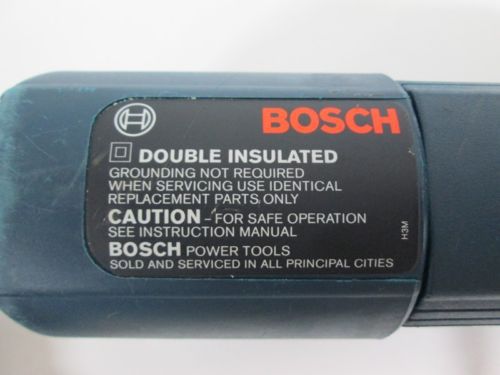 BOSCH
DOUBLE INSULATED
GROUNDING NOT REQUIRED
WHEN SERVICING USE IDENTICAL
REPLACEMENT PARTS ONLY
CAUTION – FOR SAFE OPERATION
SEE INSTRUCTION MANUAL
BOSCH POWER TOOLS
SOLD AND SERVICED IN ALL PRINCIPAL CITIES
H3M